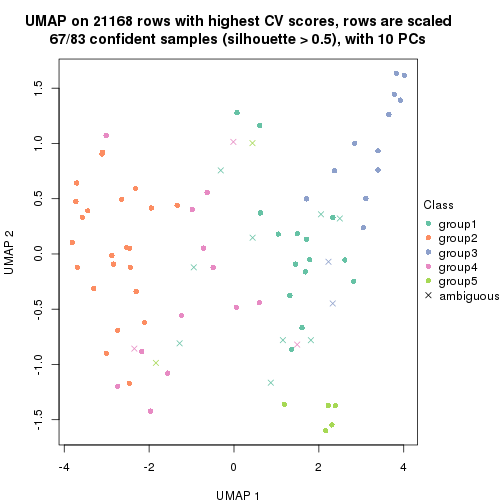 UMAP on 21168 rows with highest CV scores, rows are scaled
67/83 confident samples (silhouette > 0.5), with 10 PCs
1.5
1.0
0.5
0.0
-0.5
-1.0
-1.5
UMAP 2
-4
-2
0
2
4
UMAP 1
Class
group1
group2
group3
group4
group5
ambiguous